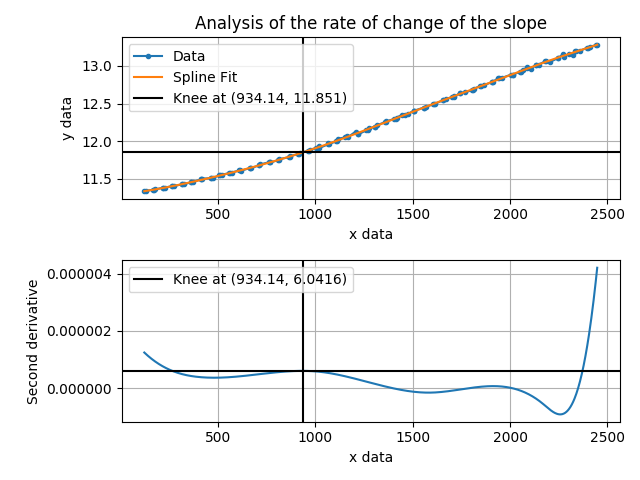 Analysis of the rate of change of the slope
Data
Spline Fit
Knee at (934.14, 11.851)
13.0
12.5
12.0
11.5
y data
500
1000
1500
2000
2500
x data
Knee at (934.14, 6.0416)
0.000004
0.000002
0.000000
Second derivative
500
1000
1500
2000
2500
x data